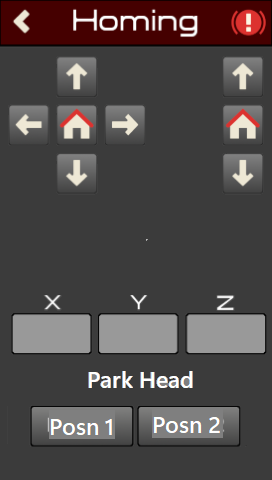 Homing
X Y Z
Park Head
Posn 1 Posn 2